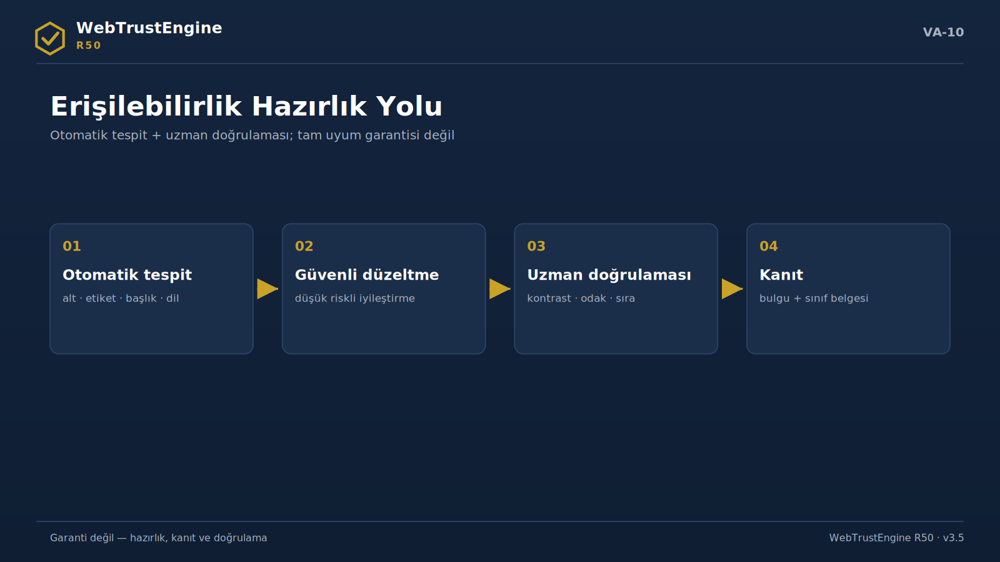 WebTrustEngine
R50
VA-10
Erişilebilirlik Hazırlık Yolu
Otomatik tespit + uzman doğrulaması; tam uyum garantisi değil
01
Otomatik tespit
alt · etiket · başlık · dil
02
Güvenli düzeltme
düşük riskli iyileştirme
03
Uzman doğrulaması
kontrast · odak · sıra
04
Kanıt
bulgu + sınıf belgesi
Garanti değil — hazırlık, kanıt ve doğrulama
WebTrustEngine R50 · v3.5